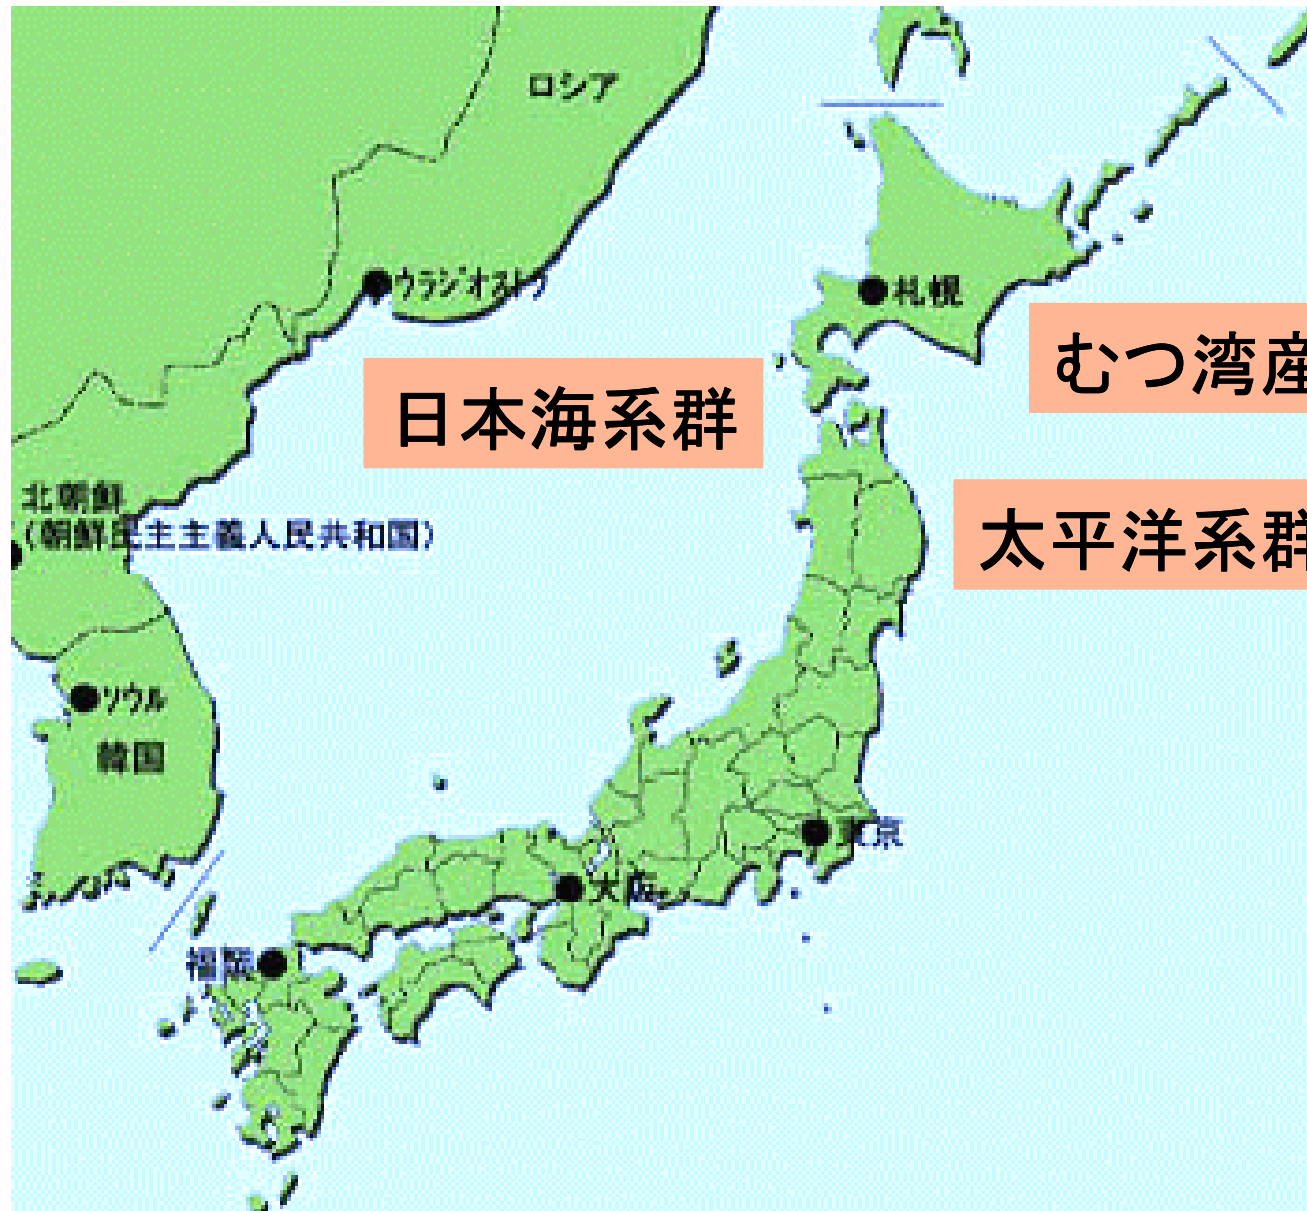 ロシア
ウラジオストク
札幌
むつ湾産
日本海系群
北朝鮮
(朝鮮民主主義人民共和国)
太平洋系群
ソウル
韓国
東京
大阪
福岡